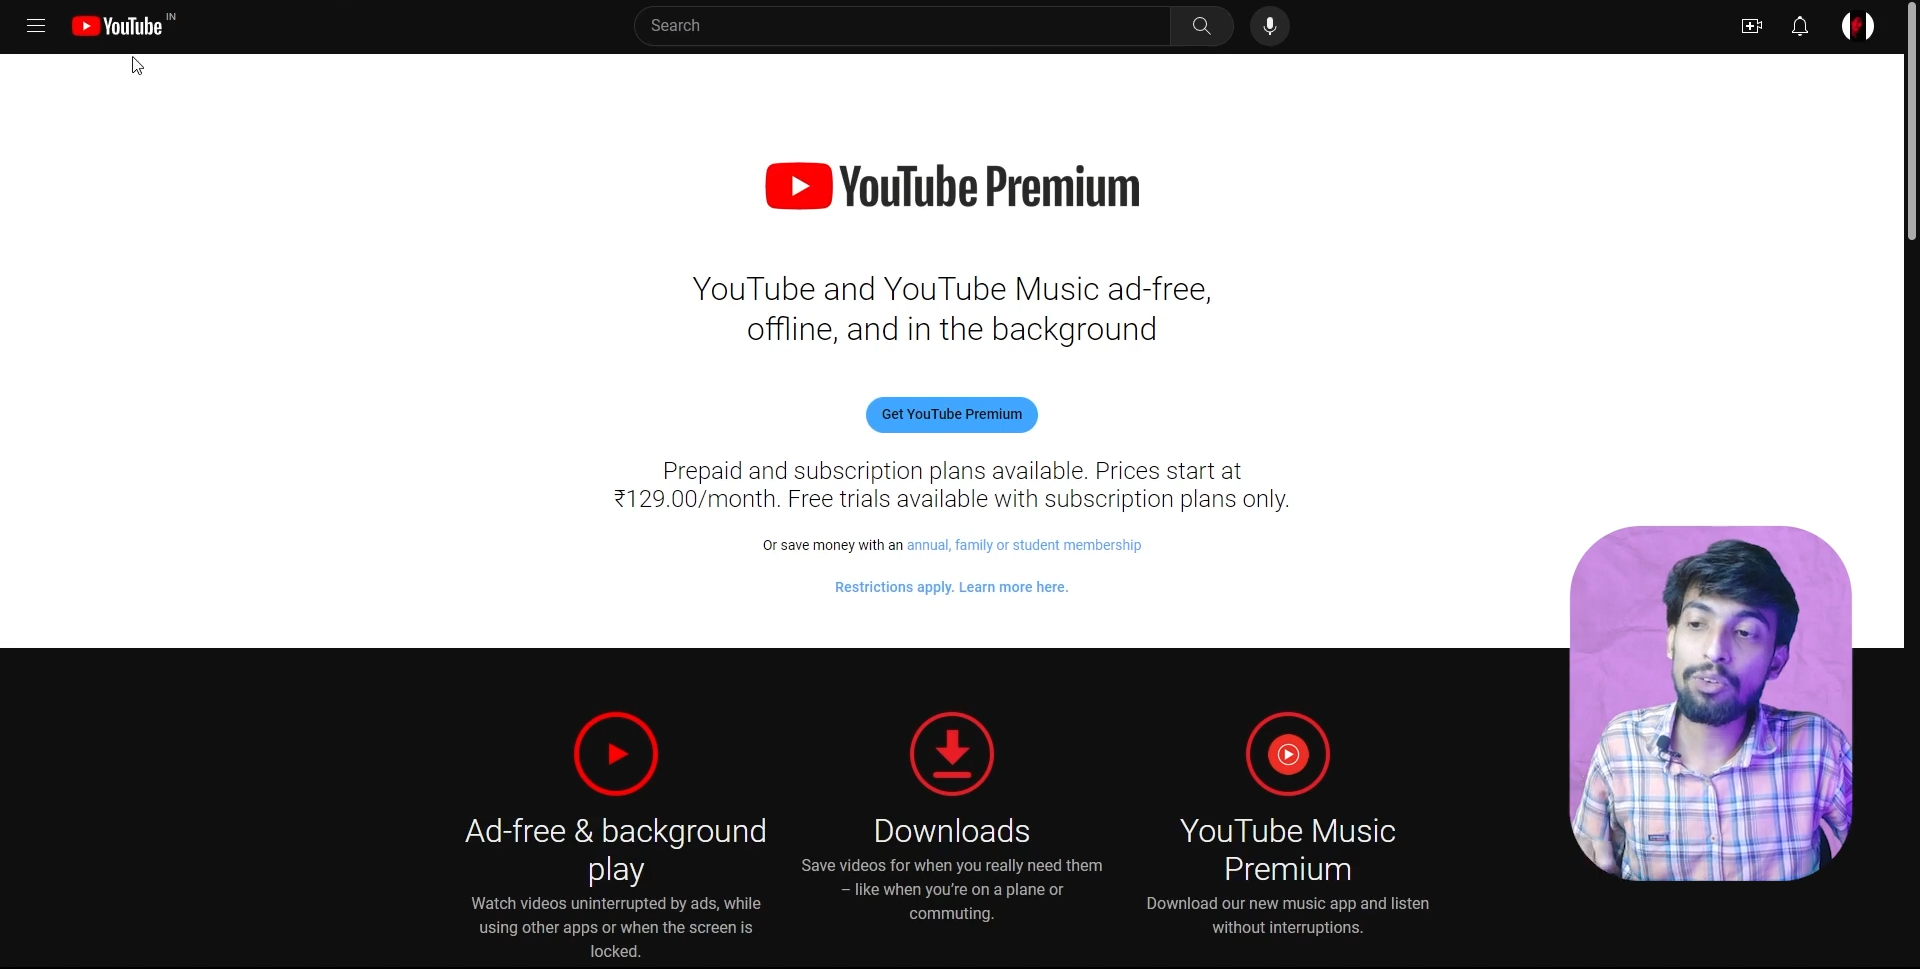 YouTube IN
Search
YouTube Premium
YouTube and YouTube Music ad-free,
offline, and in the background
Get YouTube Premium
Prepaid and subscription plans available. Prices start at
₹129.00/month. Free trials available with subscription plans only.
Or save money with an annual, family or student membership
Restrictions apply. Learn more here.
Ad-free & background
play
Watch videos uninterrupted by ads, while
using other apps or when the screen is
locked.
Downloads
Save videos for when you really need them
– like when you’re on a plane or
commuting.
YouTube Music
Premium
Download our new music app and listen
without interruptions.